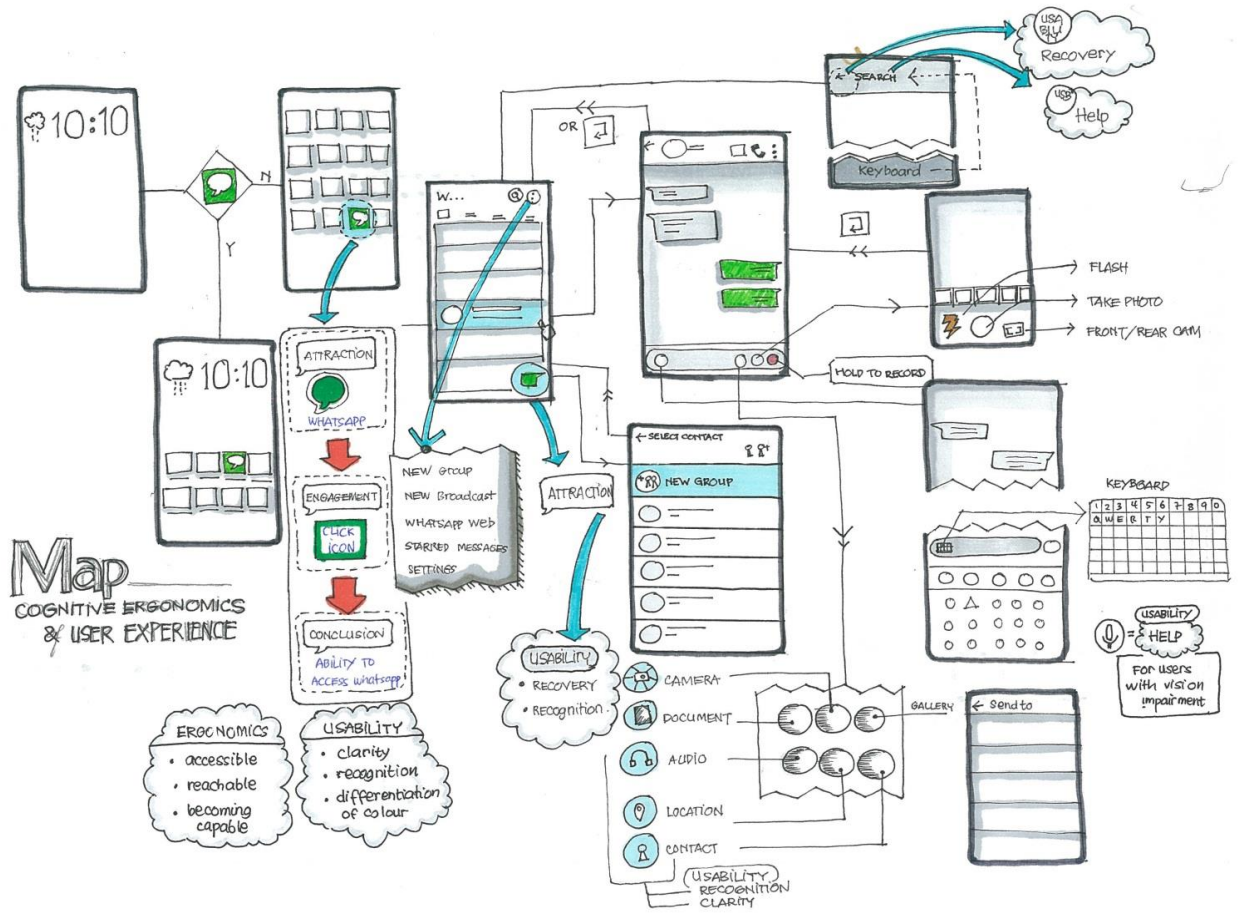 10:10
N
Y
10:10
Map
COGNITIVE ERGONOMICS
& USER EXPERIENCE
ATTRACTION
WHATSAPP
ENGAGEMENT
CLICK
ICON
CONCLUSION
ABILITY TO
ACCESS whatsapp
ERGONOMICS
• accessible
• reachable
• becoming
capable
USABILITY
• clarity
• recognition
• differentiation
of colour
W...
NEW Group
NEW Broadcast
WHATSAPP Web
STARRED MESSAGES
SETTINGS
ATTRACTION
USABILITY
• RECOVERY
• Recognition.
OR
← SEARCH
Keyboard
USA
BILI
TY
Recovery
USB
Help
FLASH
TAKE PHOTO
FRONT/REAR CAM
HOLD TO RECORD
← SELECT CONTACT
NEW GROUP
CAMERA
DOCUMENT
AUDIO
LOCATION
CONTACT
GALLERY
USABILITY
RECOGNITION
CLARITY
KEYBOARD
1 2 3 4 5 6 7 8 9 0
Q W E R T Y
USABILITY
= HELP
For users
with vision
impairment
← Send to